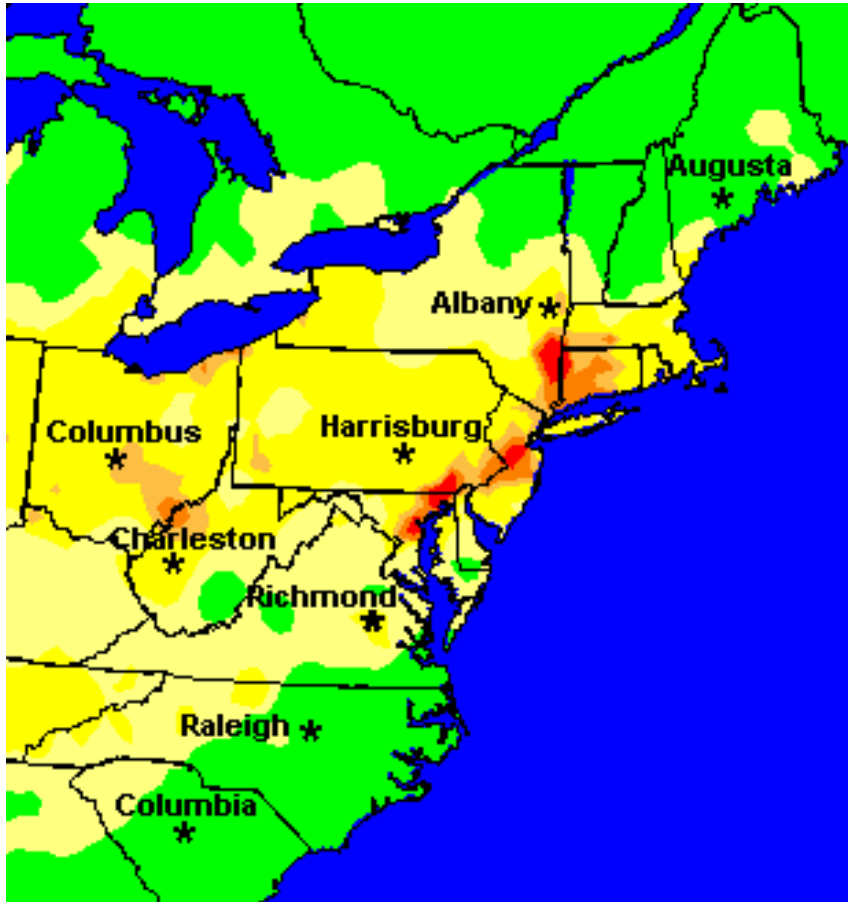 Augusta
Albany
Harrisburg
Columbus
Charleston
Richmond
Raleigh
Columbia